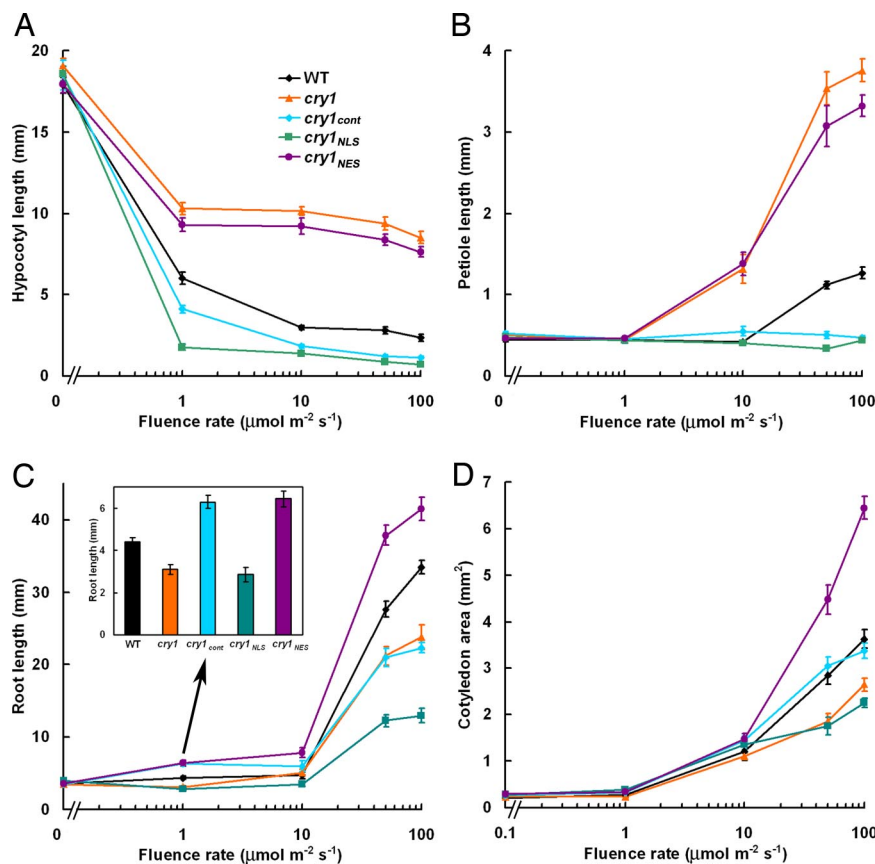 A
20
15
10
5
0
Hypocotyl length (mm)
WT
cry1
cry1cont
cry1NLS
cry1NES
0 1 10 100
Fluence rate (μmol m-2 s-1)
B
4
3
2
1
0
Petiole length (mm)
0 1 10 100
Fluence rate (μmol m-2 s-1)
C
40
30
20
10
0
Root length (mm)
6
4
2
0
Root length (mm)
WT cry1 cry1cont cry1NLS cry1NES
0 1 10 100
Fluence rate (μmol m-2 s-1)
D
7
6
5
4
3
2
1
0
Cotyledon area (mm2)
0.1 1 10 100
Fluence rate (μmol m-2 s-1)